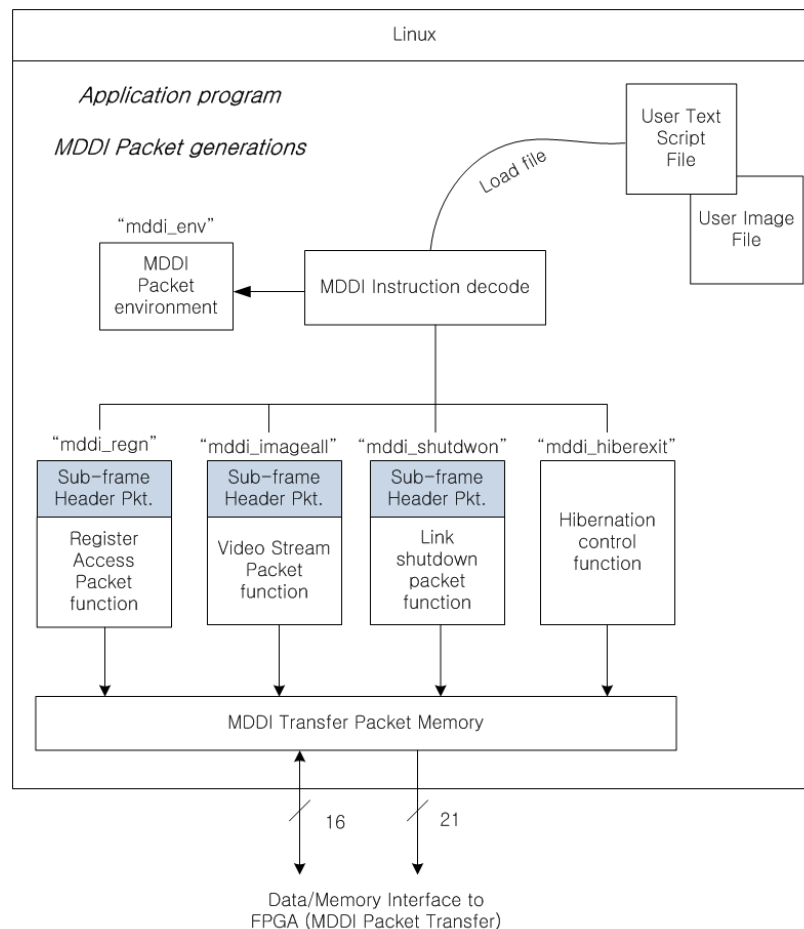 Linux
Application program
MDDI Packet generations
User Text
Script
File
User Image
File
Load file
"mddi_env"
MDDI
Packet
environment
MDDI Instruction decode
"mddi_regn"
Sub-frame
Header Pkt.
Register
Access
Packet
function
"mddi_imageall"
Sub-frame
Header Pkt.
Video Stream
Packet
function
"mddi_shutdwon"
Sub-frame
Header Pkt.
Link
shutdown
packet
function
"mddi_hiberexit"
Hibernation
control
function
MDDI Transfer Packet Memory
16
21
Data/Memory Interface to
FPGA (MDDI Packet Transfer)